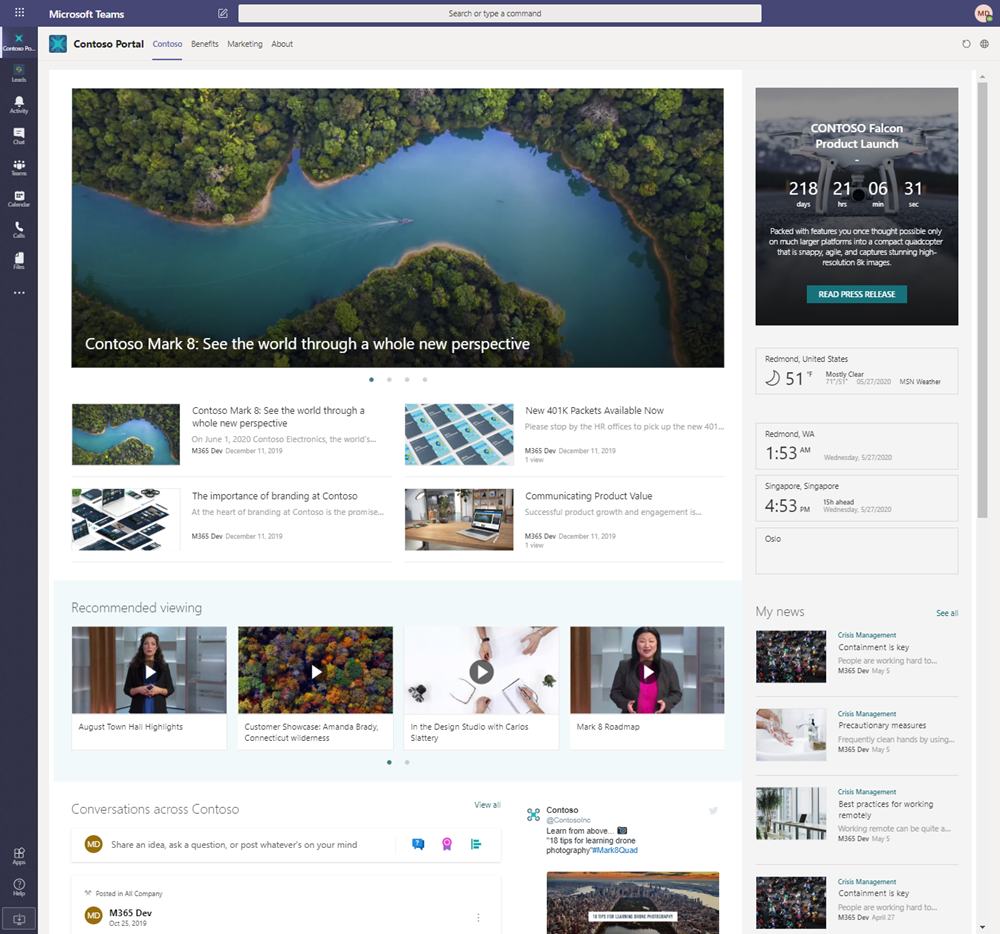 Microsoft Teams
Search or type a command
MD
Contoso Po...
Leads
Activity
Chat
Teams
Calendar
Calls
Files
Apps
Help
Contoso Portal
Contoso
Benefits
Marketing
About
Contoso Mark 8: See the world through a whole new perspective
Contoso Mark 8: See the world through a
whole new perspective
On June 1, 2020 Contoso Electronics, the world's...
M365 Dev December 11, 2019
New 401K Packets Available Now
Please stop by the HR offices to pick up the new 401...
M365 Dev December 11, 2019
1 view
The importance of branding at Contoso
At the heart of branding at Contoso is the promise...
M365 Dev December 11, 2019
Communicating Product Value
Successful product growth and engagement is...
M365 Dev December 11, 2019
1 view
Recommended viewing
August Town Hall Highlights
Customer Showcase: Amanda Brady,
Connecticut wilderness
In the Design Studio with Carlos
Slattery
Mark 8 Roadmap
Conversations across Contoso
View all
MD
Share an idea, ask a question, or post whatever's on your mind
Posted in All Company
MD
M365 Dev
Oct 25, 2019
Contoso
@ContosoInc
Learn from above...
"18 tips for learning drone
photography"#Mark8Quad
18 TIPS FOR LEARNING DRONE PHOTOGRAPHY
CONTOSO Falcon
Product Launch
-
218 21 06 31
days hrs min sec
Packed with features you once thought possible only
on much larger platforms into a compact quadcopter
that is snappy, agile, and captures stunning high-
resolution 8k images.
READ PRESS RELEASE
Redmond, United States
51 °F
Mostly Clear
71°/51° 05/27/2020 MSN Weather
Redmond, WA
1:53 AM
Wednesday, 5/27/2020
Singapore, Singapore
4:53 PM
15h ahead
Wednesday, 5/27/2020
Oslo
My news
See all
Crisis Management
Containment is key
People are working hard to...
M365 Dev May 5
Crisis Management
Precautionary measures
Frequently clean hands by using...
M365 Dev May 5
Crisis Management
Best practices for working
remotely
Working remote can be quite a...
M365 Dev May 5
Crisis Management
Containment is key
People are working hard to...
M365 Dev April 27